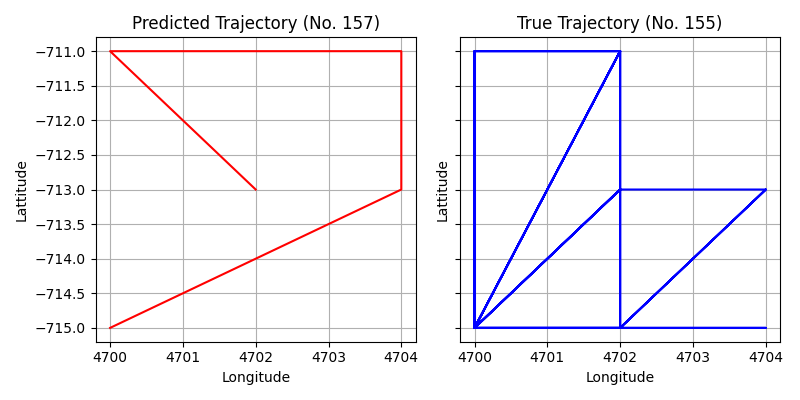 Predicted Trajectory (No. 157)
True Trajectory (No. 155)
−711.0
−711.5
−712.0
−712.5
−713.0
−713.5
−714.0
−714.5
−715.0
Lattitude
Lattitude
4700 4701 4702 4703 4704
4700 4701 4702 4703 4704
Longitude
Longitude